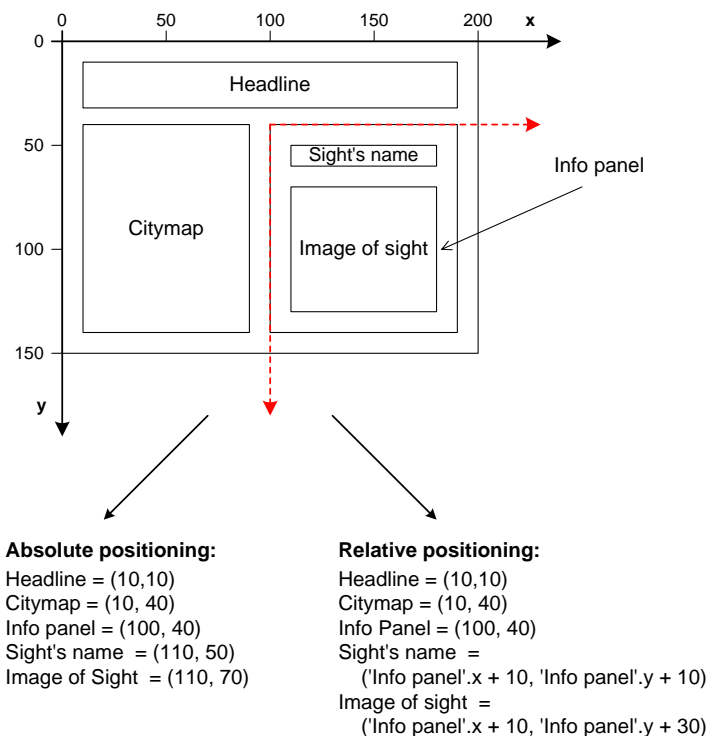 0 50 100 150 200 x
0
Headline
50
Sight's name
Info panel
Citymap
100
Image of sight
150
y
Absolute positioning:
Headline = (10,10)
Citymap = (10, 40)
Info panel = (100, 40)
Sight's name = (110, 50)
Image of Sight = (110, 70)
Relative positioning:
Headline = (10,10)
Citymap = (10, 40)
Info Panel = (100, 40)
Sight's name =
('Info panel'.x + 10, 'Info panel'.y + 10)
Image of sight =
('Info panel'.x + 10, 'Info panel'.y + 30)